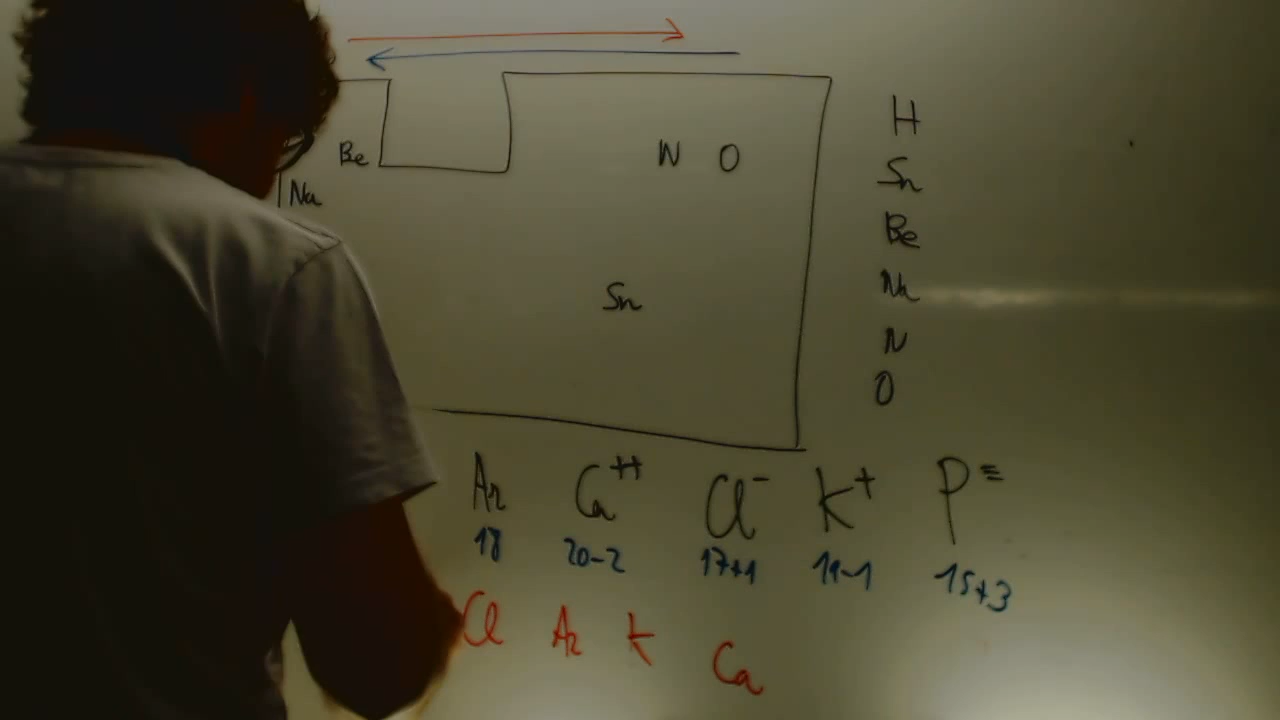 H
N O
Be
Sn
Na
Be
Sn
Na
N
O
Ar Ca++ Cl- K+ P≡
18 20-2 17+1 19-1 15+3
Cl Ar K Ca